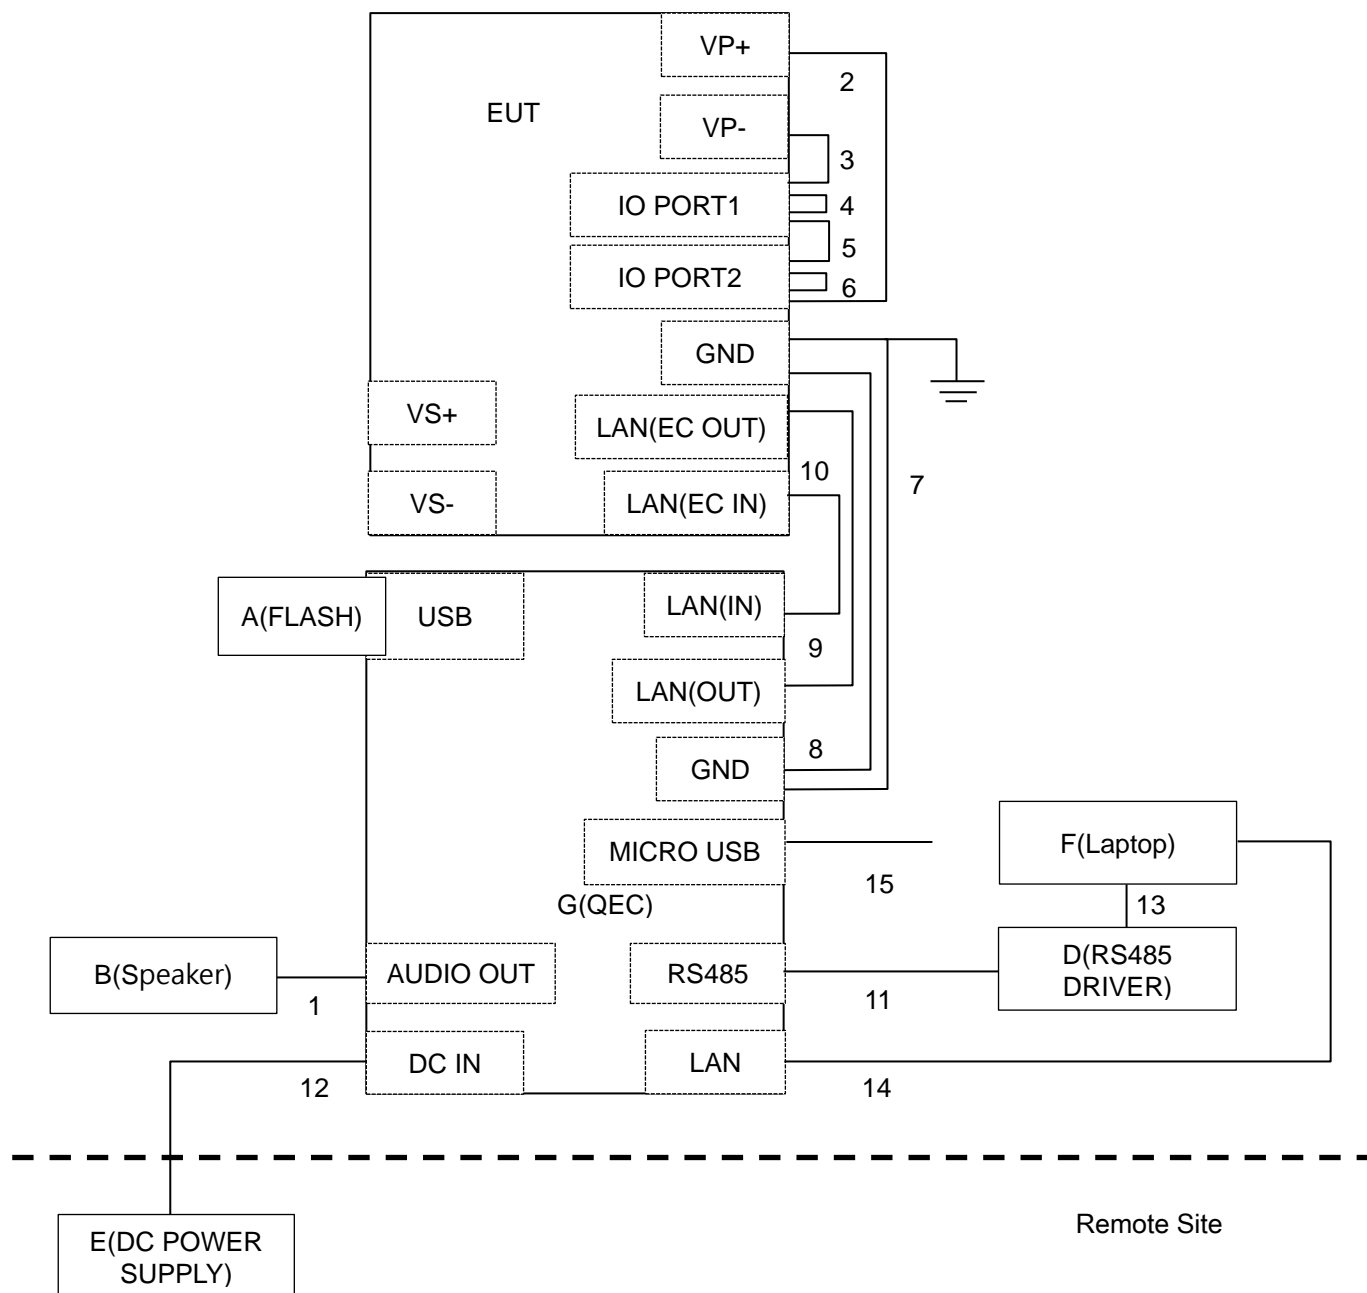 VP+
2
EUT
VP-
3
IO PORT1
4
5
IO PORT2
6
GND
VS+
LAN(EC OUT)
10
7
VS-
LAN(EC IN)
A(FLASH)
USB
LAN(IN)
9
LAN(OUT)
8
GND
MICRO USB
F(Laptop)
15
G(QEC)
13
B(Speaker)
AUDIO OUT
RS485
D(RS485
DRIVER)
1
11
DC IN
LAN
12
14
Remote Site
E(DC POWER
SUPPLY)